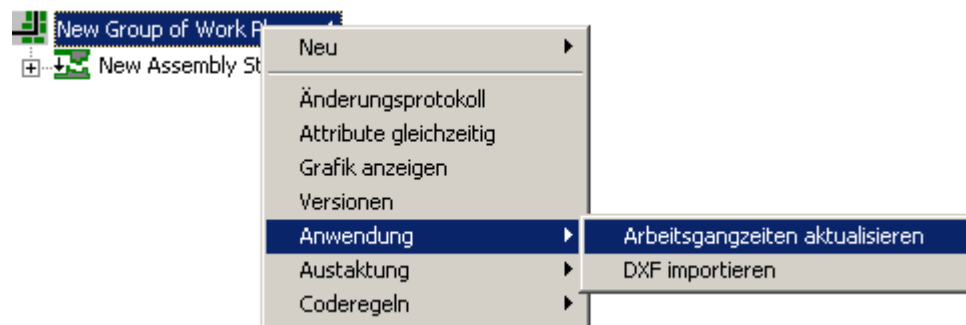 New Group of Work
New Assembly
Neu
Änderungsprotokoll
Attribute gleichzeitig
Grafik anzeigen
Versionen
Anwendung
Arbeitsgangzeiten aktualisieren
Austaktung
DXF importieren
Coderegeln